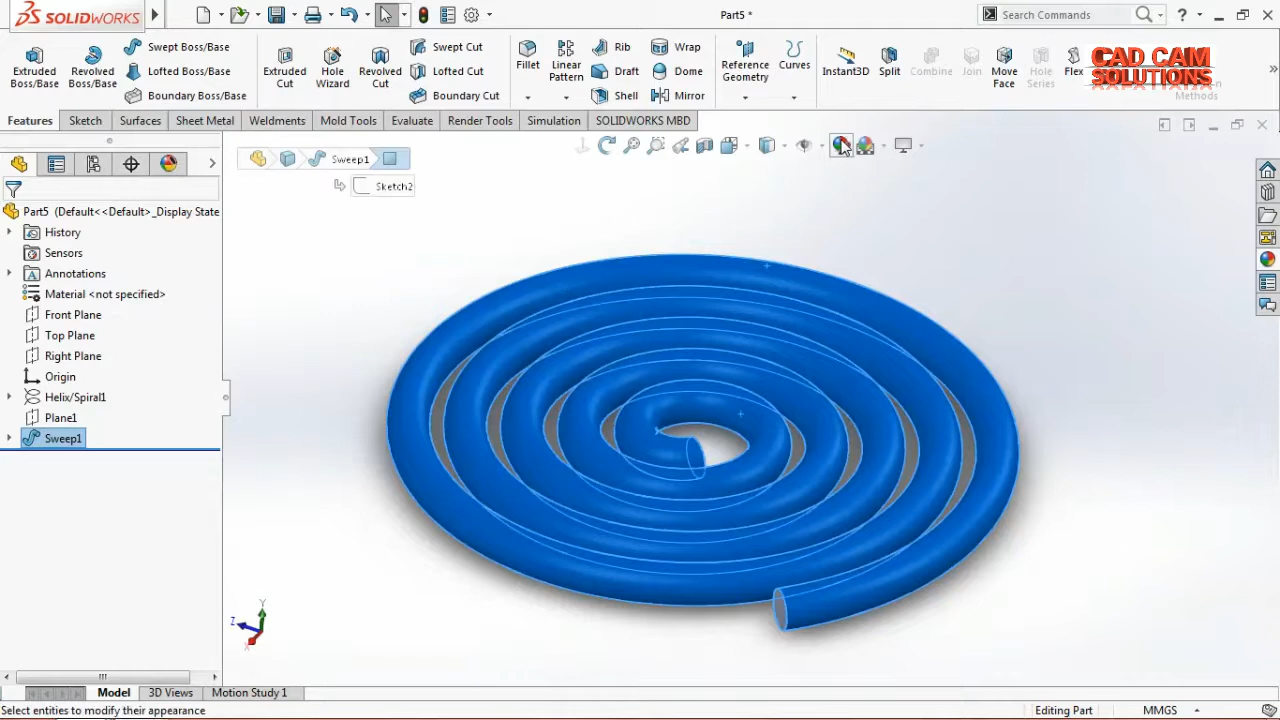 SOLIDWORKS
Part5 *
Search Commands
Extruded Boss/Base
Revolved Boss/Base
Swept Boss/Base
Lofted Boss/Base
Boundary Boss/Base
Extruded Cut
Hole Wizard
Revolved Cut
Swept Cut
Lofted Cut
Boundary Cut
Fillet
Linear Pattern
Rib
Draft
Shell
Wrap
Dome
Mirror
Reference Geometry
Curves
Instant3D
Split
Combine
Join
Move Face
Hole Series
Flex
CAD CAM
SOLUTIONS
Methods
Features
Sketch
Surfaces
Sheet Metal
Weldments
Mold Tools
Evaluate
Render Tools
Simulation
SOLIDWORKS MBD
Sweep1
Sketch2
Part5 (Default<<Default>_Display State
History
Sensors
Annotations
Material <not specified>
Front Plane
Top Plane
Right Plane
Origin
Helix/Spiral1
Plane1
Sweep1
Y
Z
X
Model
3D Views
Motion Study 1
Select entities to modify their appearance
Editing Part
MMGS